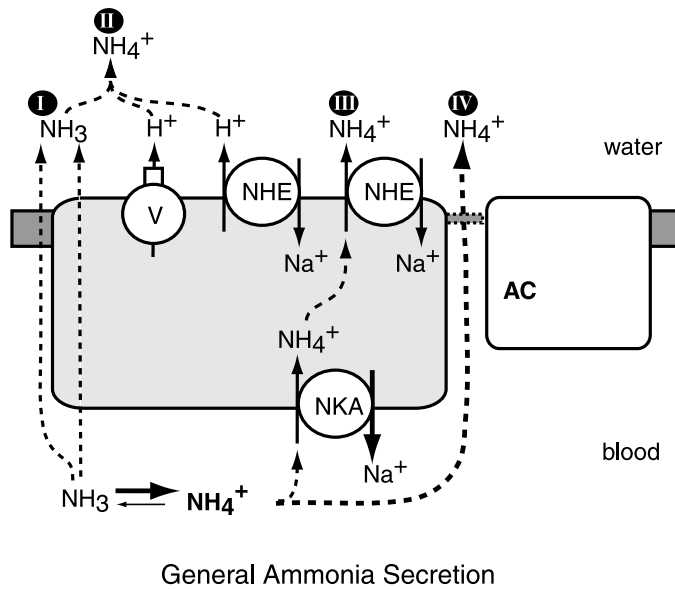 II
NH4+
I
III
IV
NH3
H+
H+
NH4+
NH4+
water
V
NHE
NHE
Na+
Na+
AC
NH4+
NKA
blood
Na+
NH3
NH4+
General Ammonia Secretion